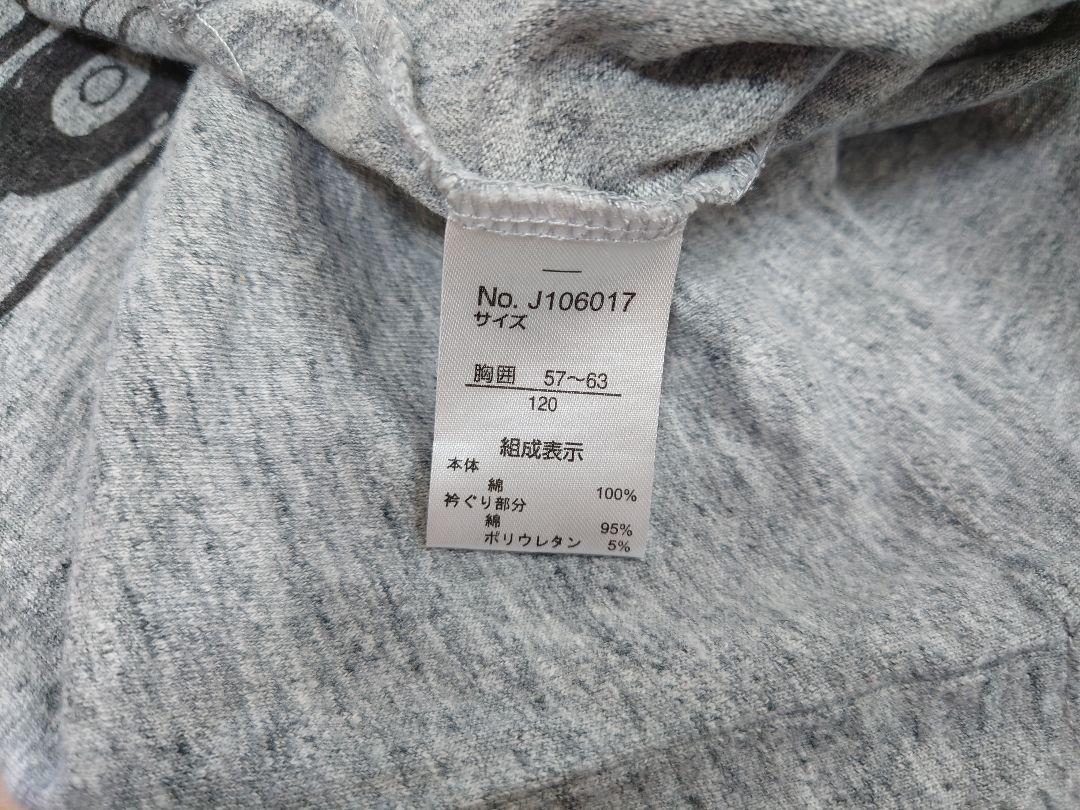 No. J106017
サイズ
胸囲 57〜63
120
組成表示
本体
綿 100%
衿ぐり部分
綿 95%
ポリウレタン 5%